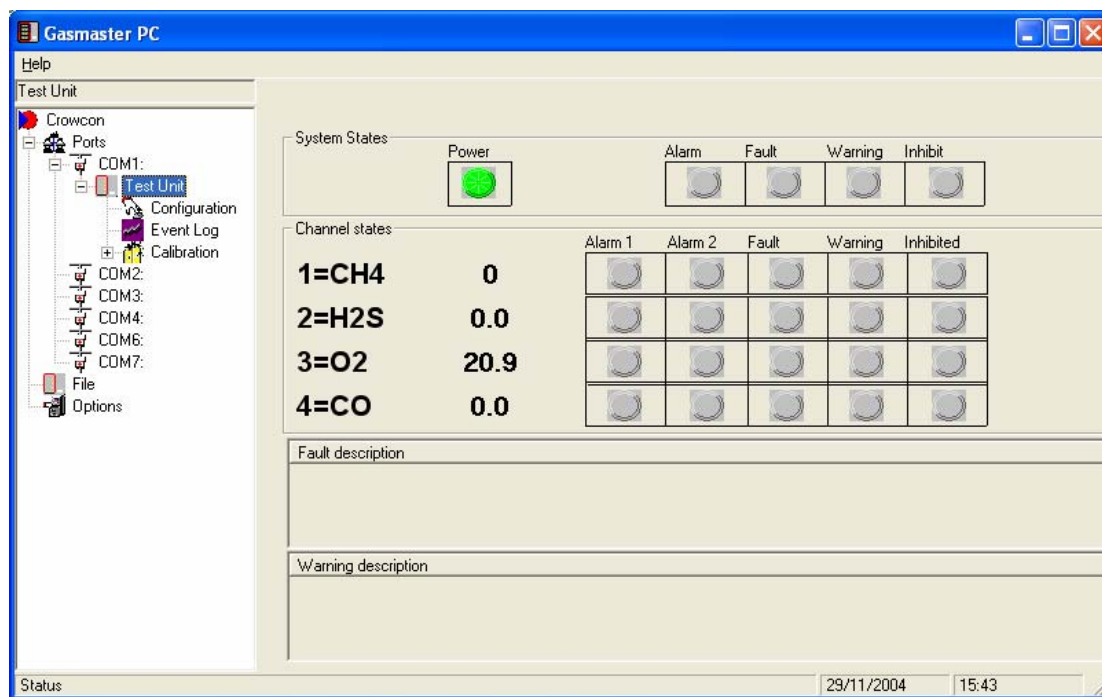 Gasmaster PC
Help
Test Unit
Crowcon
Ports
COM1:
Test Unit
Configuration
Event Log
Calibration
COM2:
COM3:
COM4:
COM6:
COM7:
File
Options
System States
Power Alarm Fault Warning Inhibit
Channel states
Alarm 1 Alarm 2 Fault Warning Inhibited
1=CH4 0
2=H2S 0.0
3=O2 20.9
4=CO 0.0
Fault description
Warning description
Status 29/11/2004 15:43